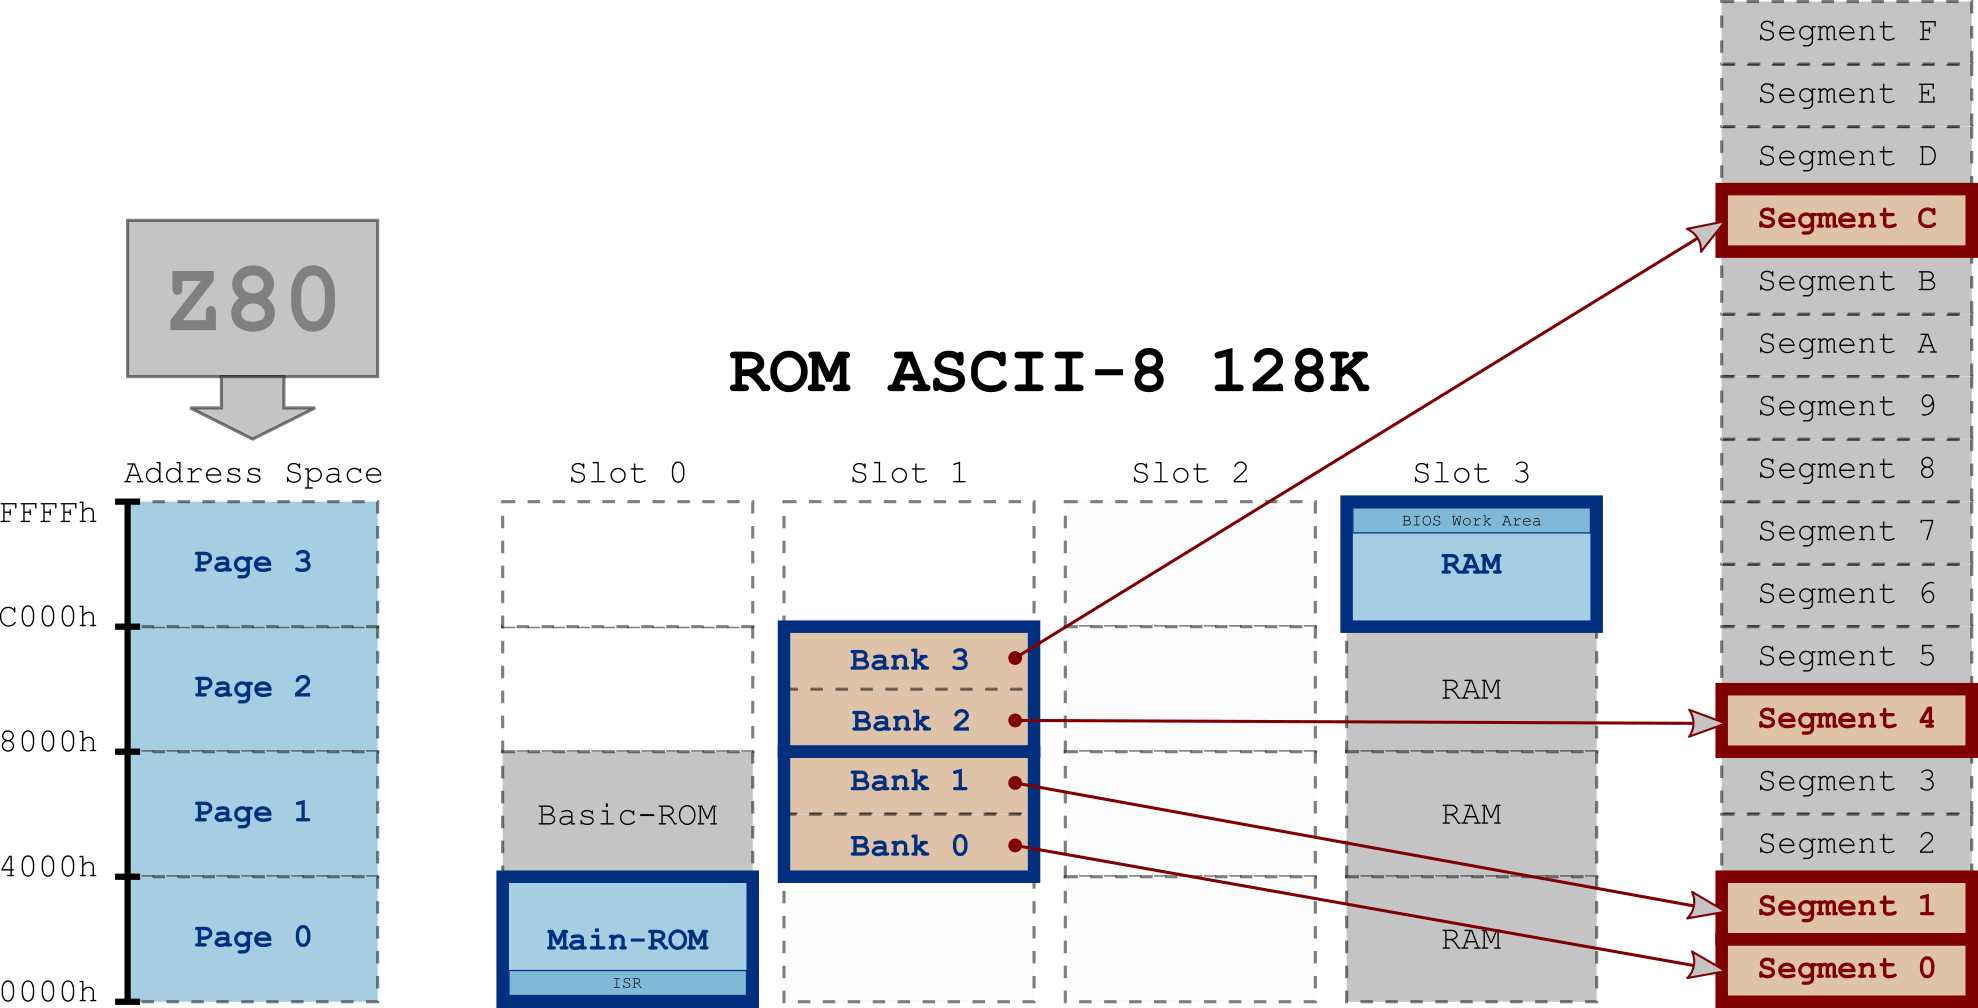 Z80
Address Space
FFFFh
Page 3
C000h
Page 2
8000h
Page 1
4000h
Page 0
0000h
ROM ASCII-8 128K
Slot 0
Basic-ROM
Main-ROM
ISR
Slot 1
Bank 3
Bank 2
Bank 1
Bank 0
Slot 2
Slot 3
BIOS Work Area
RAM
RAM
RAM
RAM
Segment F
Segment E
Segment D
Segment C
Segment B
Segment A
Segment 9
Segment 8
Segment 7
Segment 6
Segment 5
Segment 4
Segment 3
Segment 2
Segment 1
Segment 0